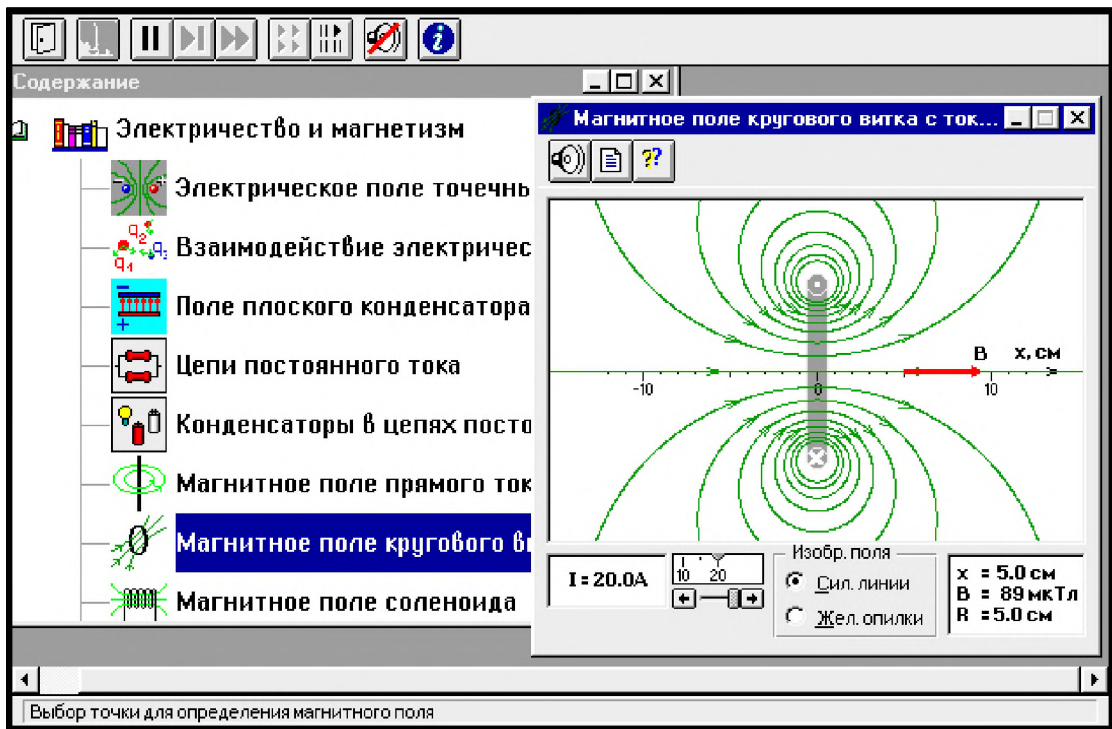 Содержание
Электричество и магнетизм
Электрическое поле точечны
Взаимодействие электричес
Поле плоского конденсатора
Цепи постоянного тока
Конденсаторы в цепях посто
Магнитное поле прямого ток
Магнитное поле кругового ви
Магнитное поле соленоида
Магнитное поле кругового витка с ток...
B x, см
-10 0 10
I = 20.0А
10 20
Изобр. поля
Сил. линии
Жел. опилки
x = 5.0 см
B = 89 мкТл
R = 5.0 см
Выбор точки для определения магнитного поля